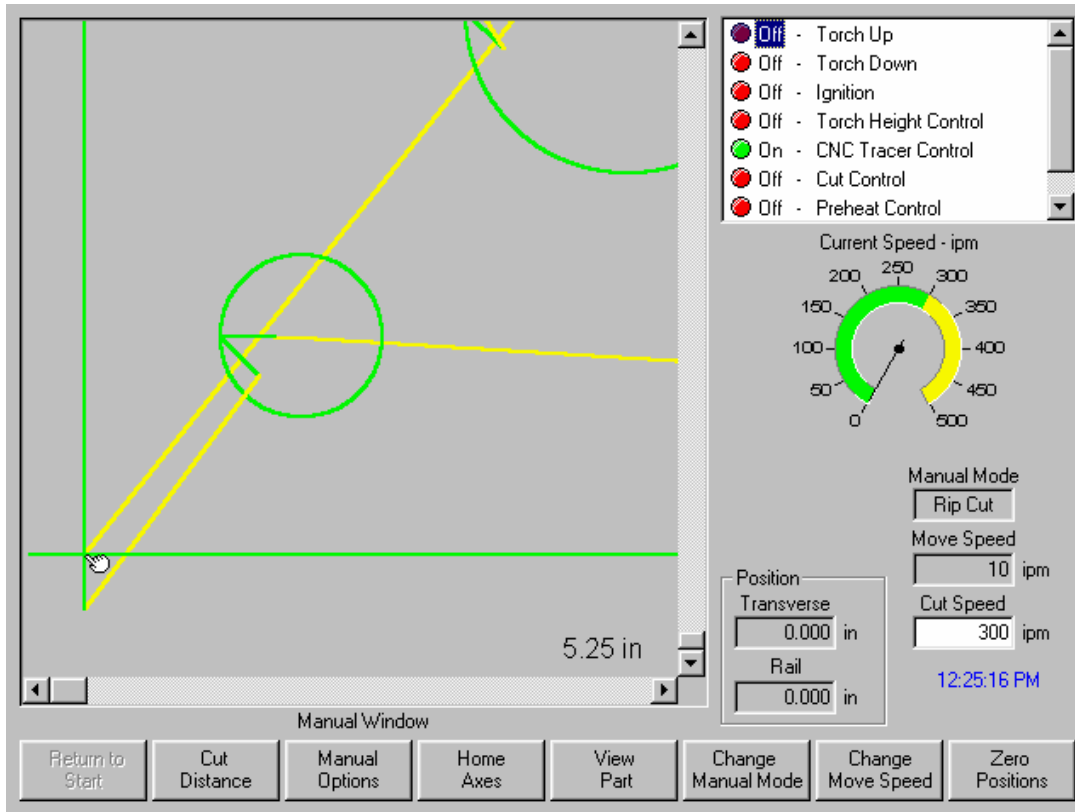 Off - Torch Up
Off - Torch Down
Off - Ignition
Off - Torch Height Control
On - CNC Tracer Control
Off - Cut Control
Off - Preheat Control
Current Speed - ipm
0
50
100
150
200
250
300
350
400
450
500
Manual Mode
Rip Cut
Move Speed
10 ipm
Cut Speed
300 ipm
Position
Transverse
0.000 in
Rail
0.000 in
12:25:16 PM
5.25 in
Manual Window
Return to Start
Cut Distance
Manual Options
Home Axes
View Part
Change Manual Mode
Change Move Speed
Zero Positions